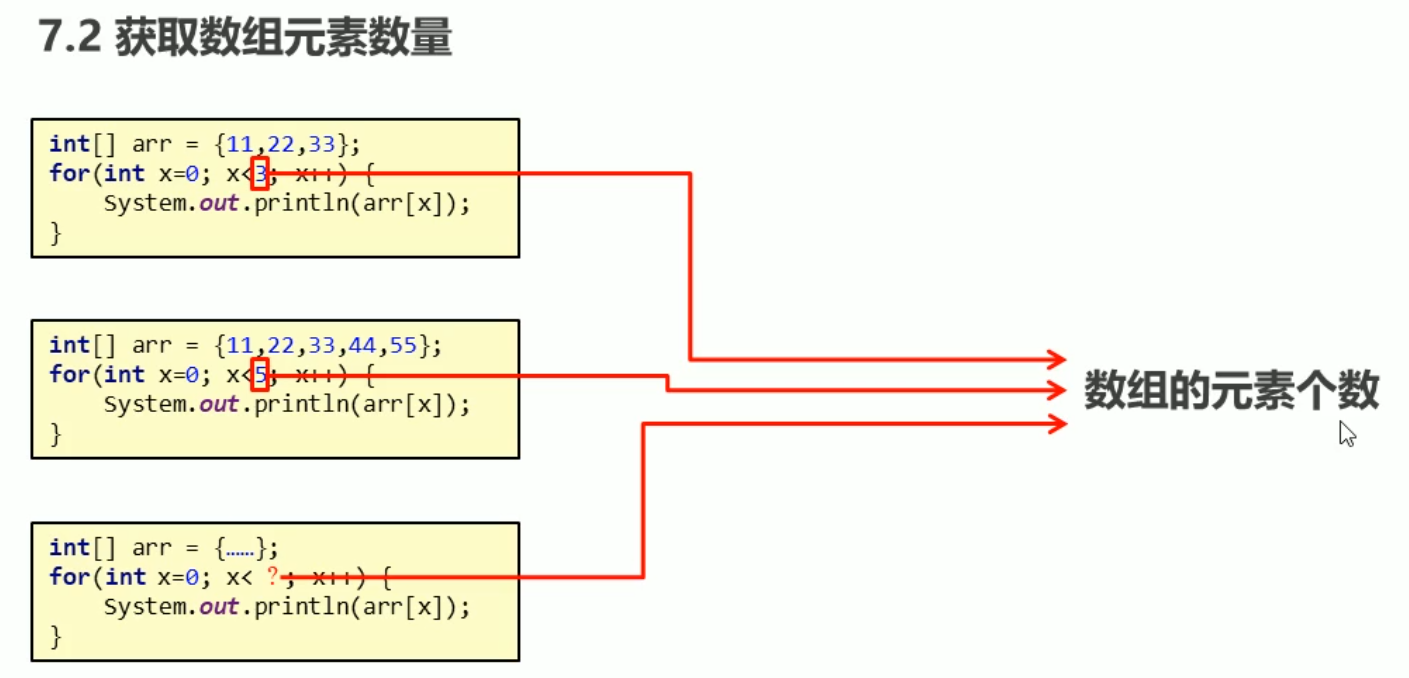 7.2 获取数组元素数量
int[] arr = {11,22,33};
for(int x=0; x<3; x++) {
    System.out.println(arr[x]);
}
int[] arr = {11,22,33,44,55};
for(int x=0; x<5; x++) {
    System.out.println(arr[x]);
}
数组的元素个数
int[] arr = {……};
for(int x=0; x< ?; x++) {
    System.out.println(arr[x]);
}